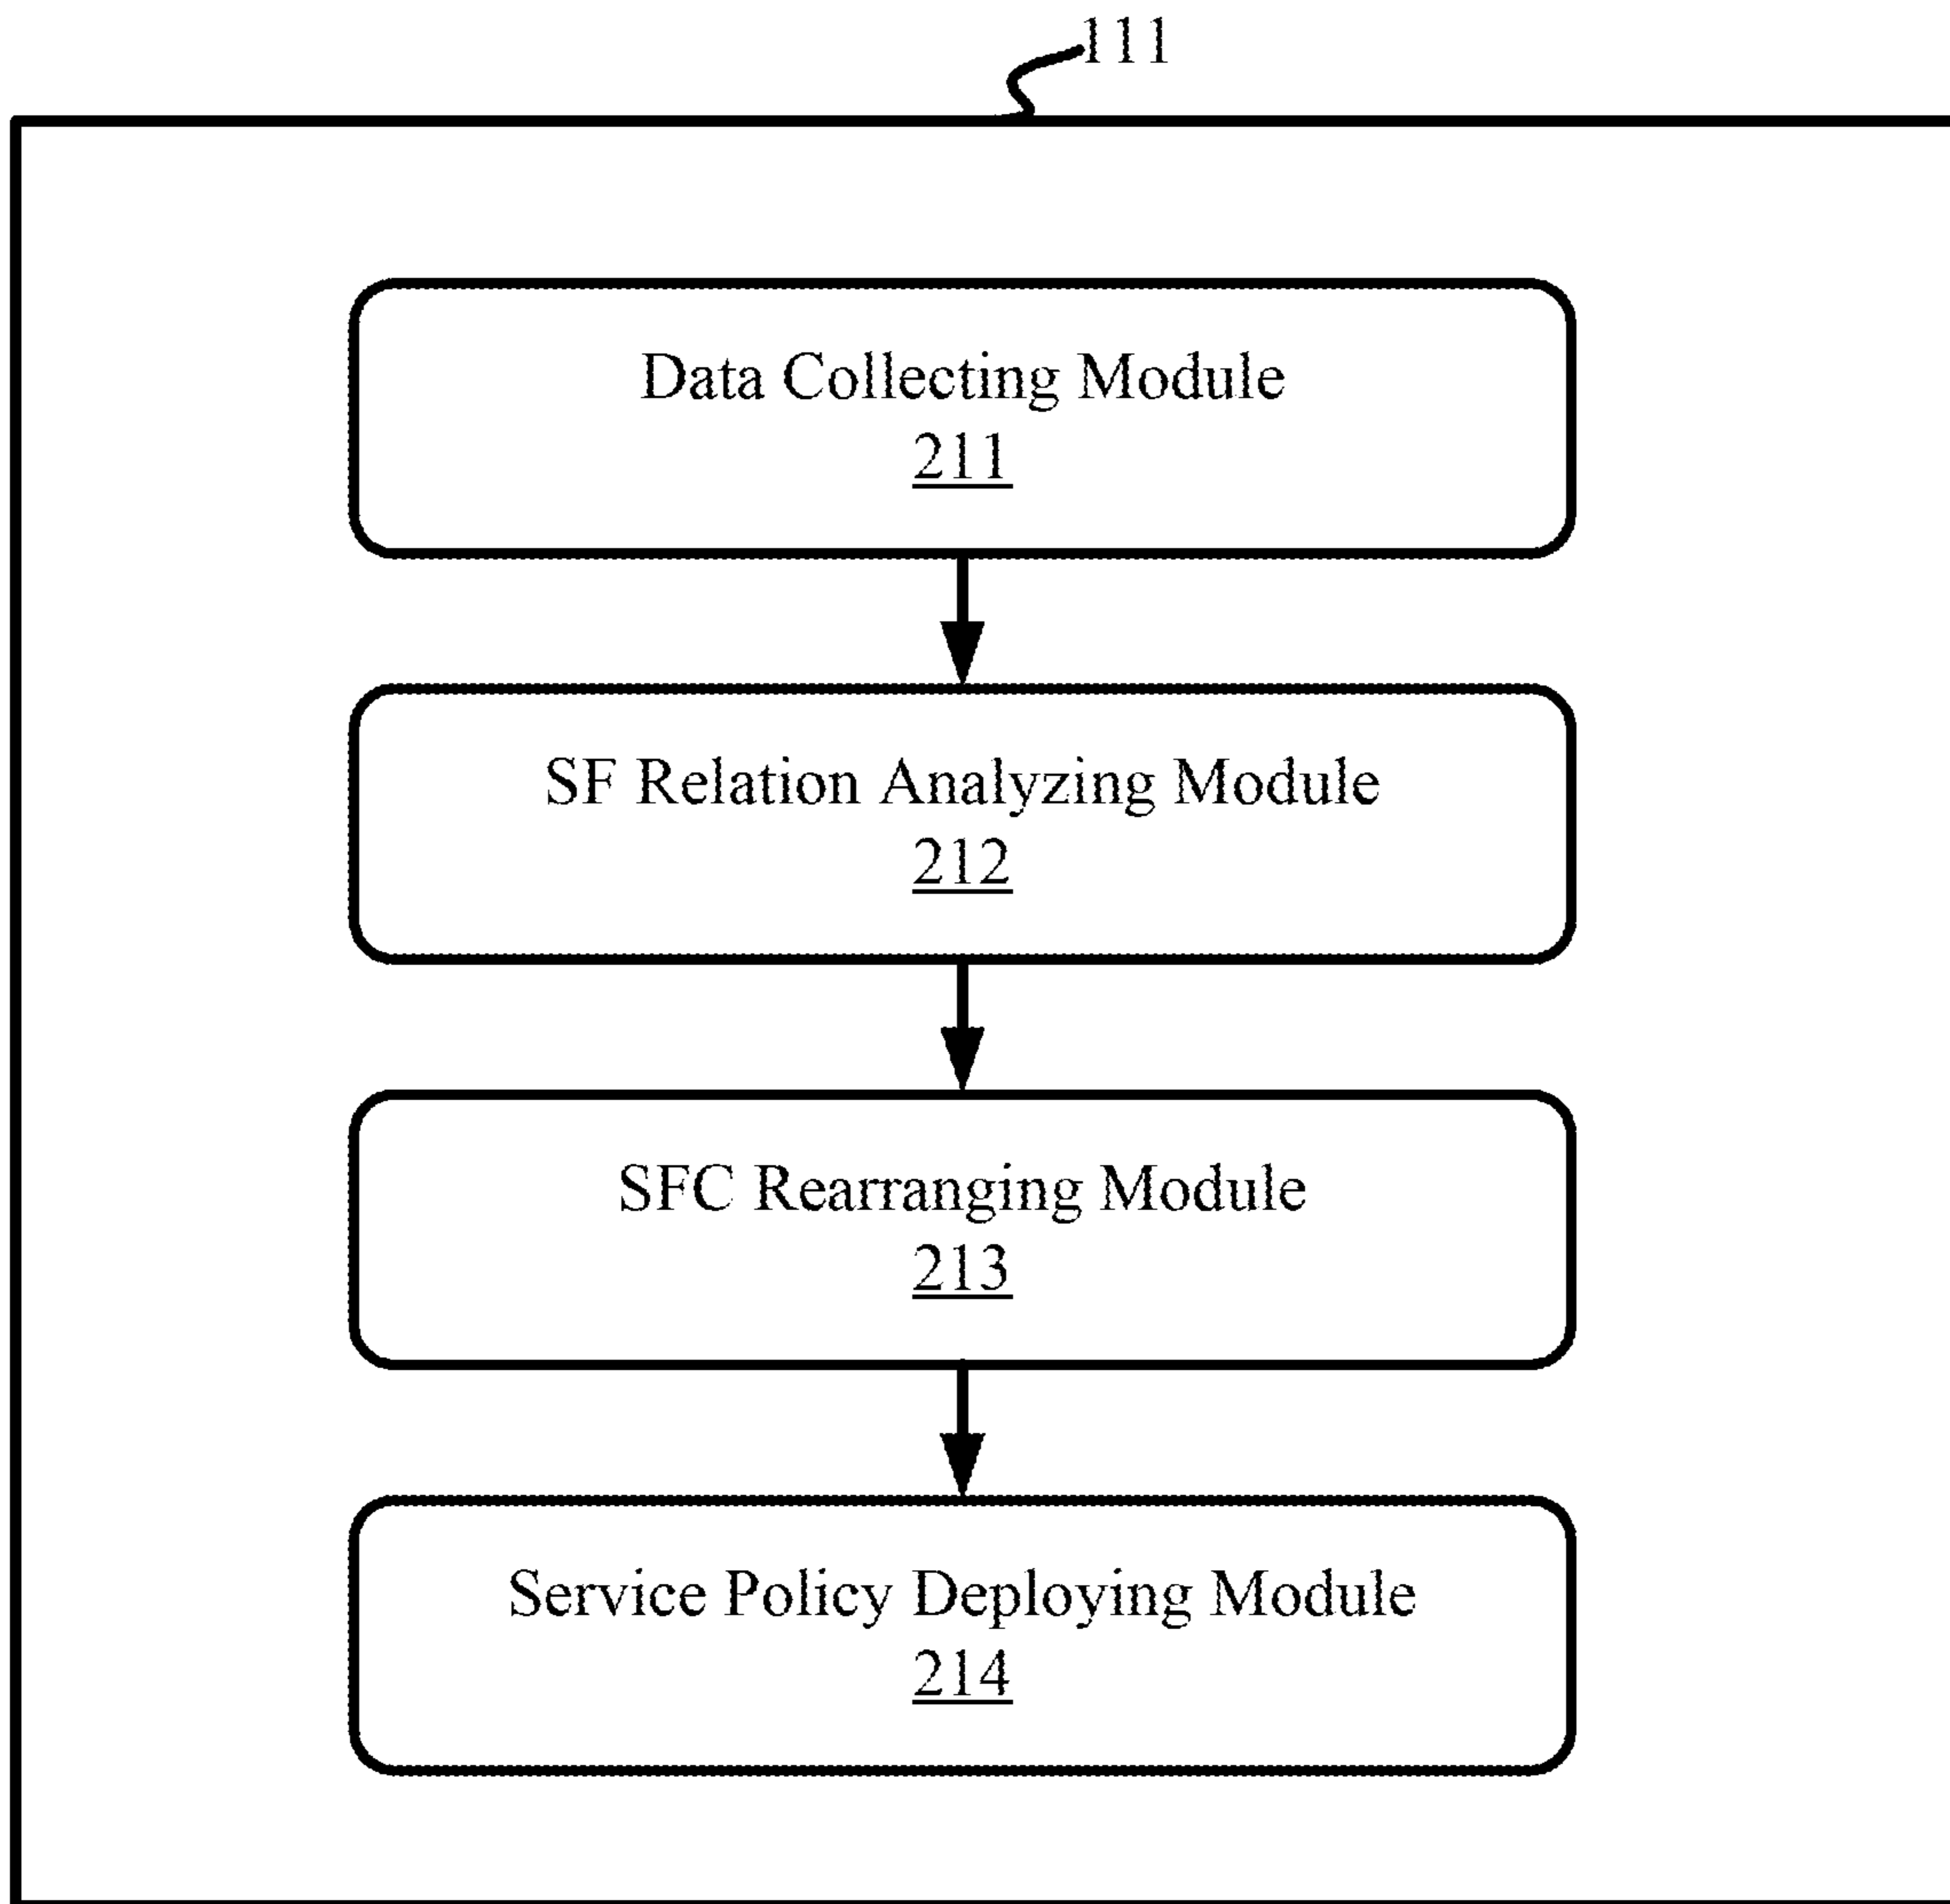 111
Data Collecting Module
211
SF Relation Analyzing Module
212
SFC Rearranging Module
213
Service Policy Deploying Module
214